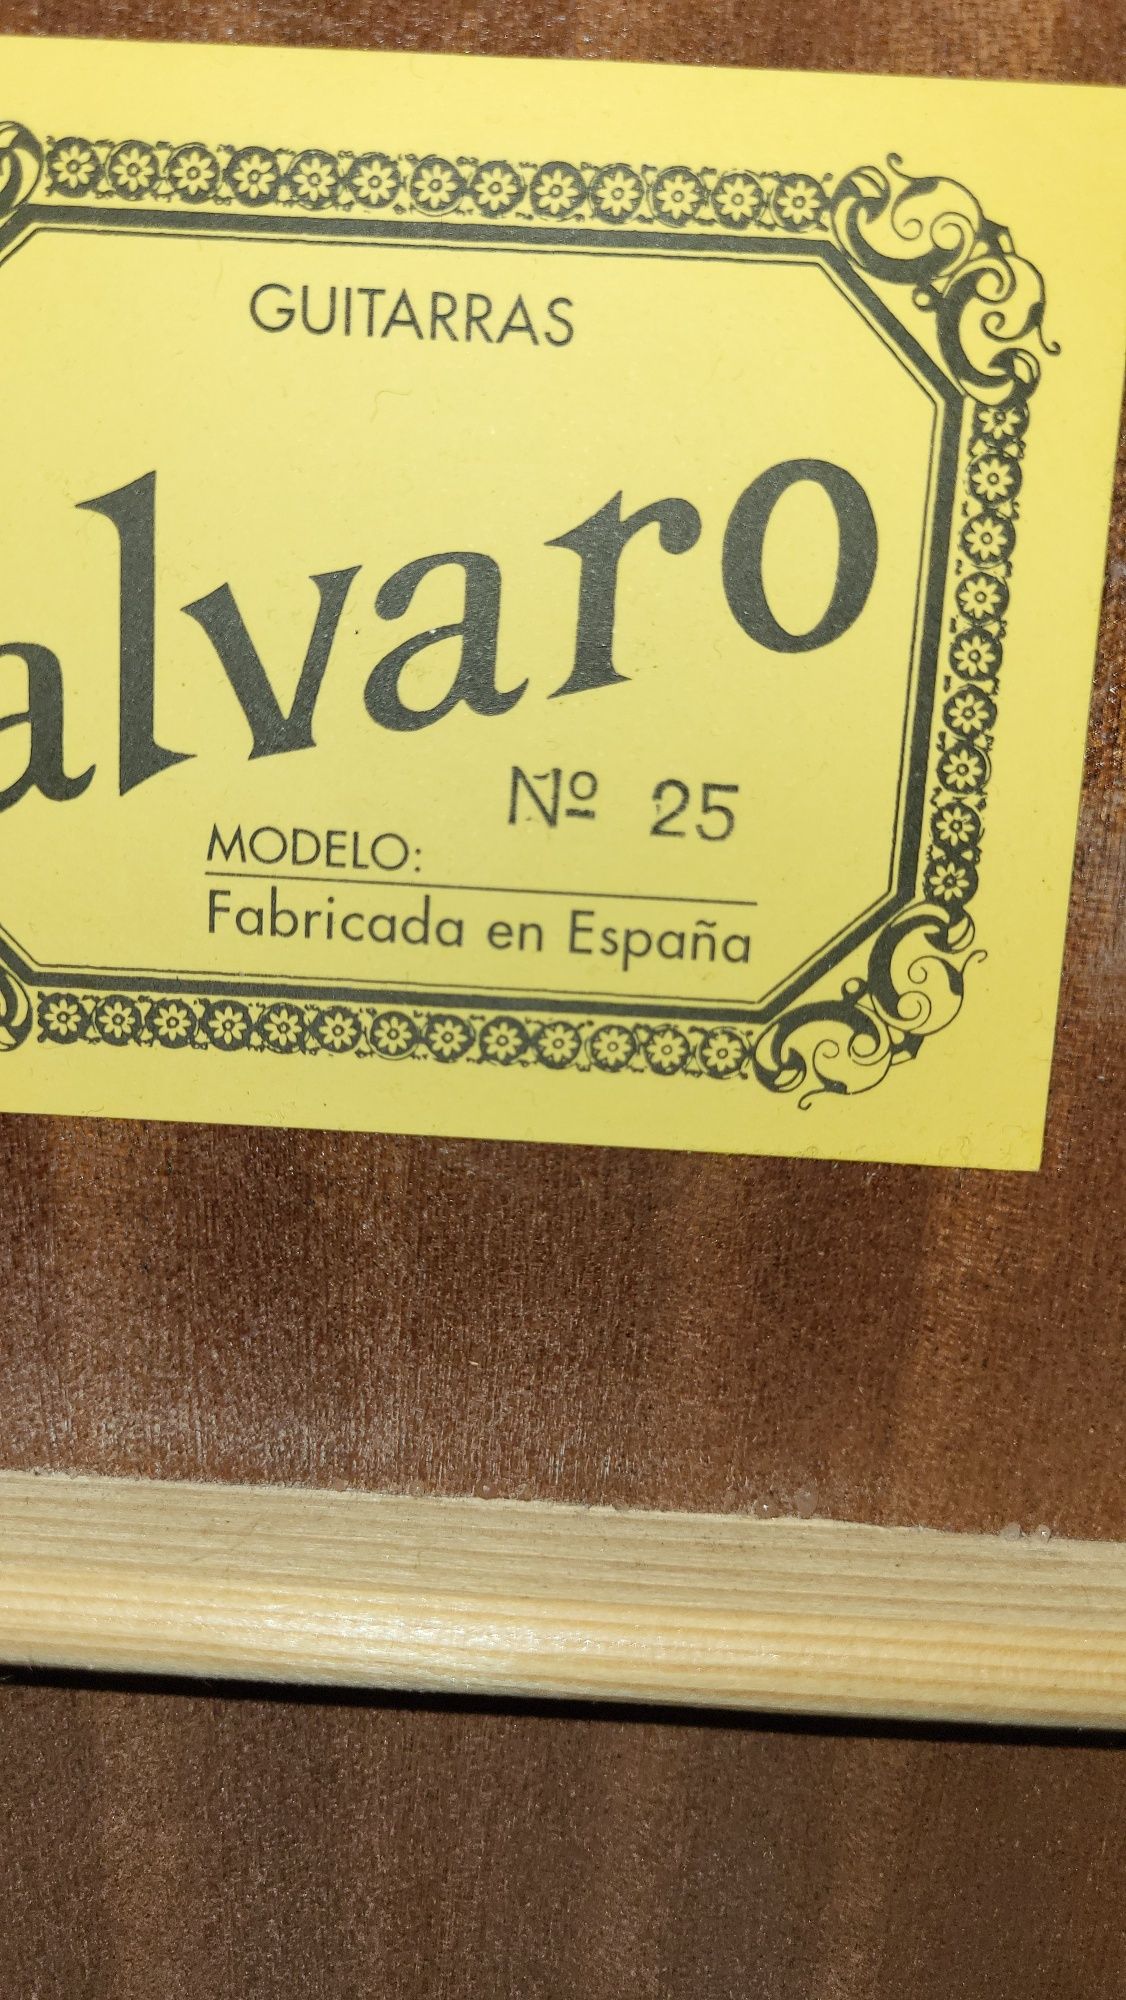 GUITARRAS
alvaro
Nº 25
MODELO:
Fabricada en España